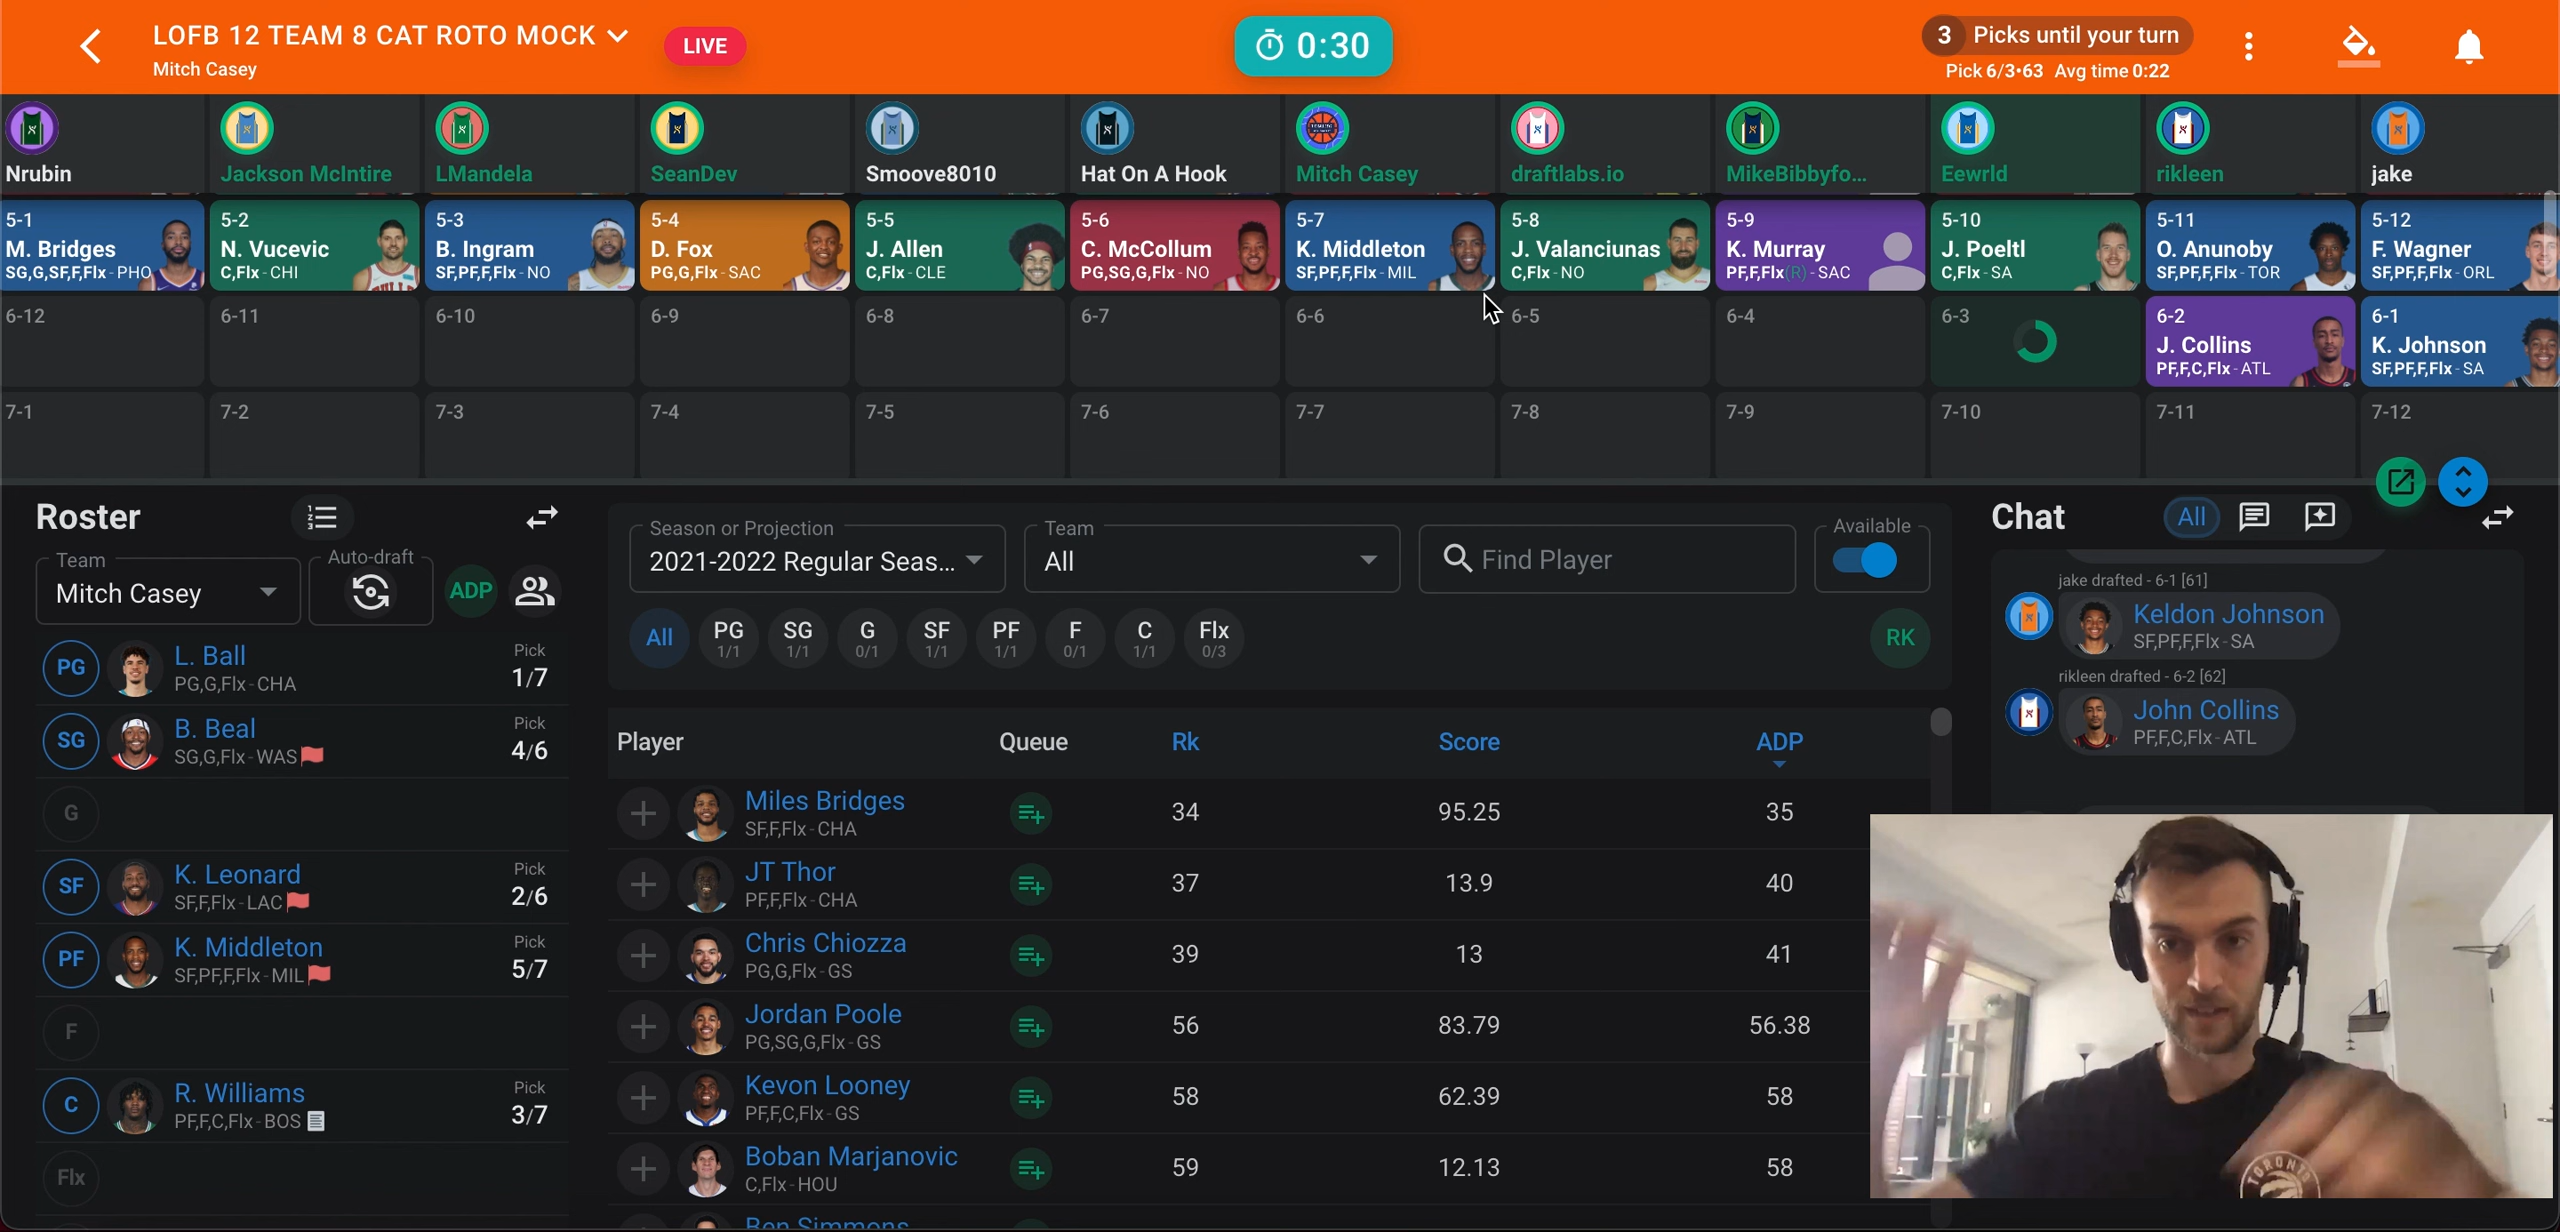 LOFB 12 TEAM 8 CAT ROTO MOCK
Mitch Casey
LIVE
0:30
3 Picks until your turn
Pick 6/3•63 Avg time 0:22
Nrubin
Jackson McIntire
LMandela
SeanDev
Smoove8010
Hat On A Hook
Mitch Casey
draftlabs.io
MikeBibbyfo...
Eewrld
rikleen
jake
5-1
M. Bridges
SG,G,SF,F,Flx - PHO
5-2
N. Vucevic
C,Flx - CHI
5-3
B. Ingram
SF,PF,F,Flx - NO
5-4
D. Fox
PG,G,Flx - SAC
5-5
J. Allen
C,Flx - CLE
5-6
C. McCollum
PG,SG,G,Flx - NO
5-7
K. Middleton
SF,PF,F,Flx - MIL
5-8
J. Valanciunas
C,Flx - NO
5-9
K. Murray
PF,F,Flx(R) - SAC
5-10
J. Poeltl
C,Flx - SA
5-11
O. Anunoby
SF,PF,F,Flx - TOR
5-12
F. Wagner
SF,PF,F,Flx - ORL
6-12
6-11
6-10
6-9
6-8
6-7
6-6
6-5
6-4
6-3
6-2
J. Collins
PF,F,C,Flx - ATL
6-1
K. Johnson
SF,PF,F,Flx - SA
7-1
7-2
7-3
7-4
7-5
7-6
7-7
7-8
7-9
7-10
7-11
7-12
Roster
Team
Mitch Casey
Auto-draft
ADP
PG
L. Ball
PG,G,Flx - CHA
Pick
1/7
SG
B. Beal
SG,G,Flx - WAS
Pick
4/6
G
SF
K. Leonard
SF,F,Flx - LAC
Pick
2/6
PF
K. Middleton
SF,PF,F,Flx - MIL
Pick
5/7
F
C
R. Williams
PF,F,C,Flx - BOS
Pick
3/7
Flx
Season or Projection
2021-2022 Regular Seas...
Team
All
Find Player
Available
All
PG
1/1
SG
1/1
G
0/1
SF
1/1
PF
1/1
F
0/1
C
1/1
Flx
0/3
RK
Player Queue Rk Score ADP
Miles Bridges
SF,F,Flx - CHA
34 95.25 35
JT Thor
PF,F,Flx - CHA
37 13.9 40
Chris Chiozza
PG,G,Flx - GS
39 13 41
Jordan Poole
PG,SG,G,Flx - GS
56 83.79 56.38
Kevon Looney
PF,F,C,Flx - GS
58 62.39 58
Boban Marjanovic
C,Flx - HOU
59 12.13 58
Ben Simmons
Chat
All
jake drafted - 6-1 [61]
Keldon Johnson
SF,PF,F,Flx - SA
rikleen drafted - 6-2 [62]
John Collins
PF,F,C,Flx - ATL
TORONTO